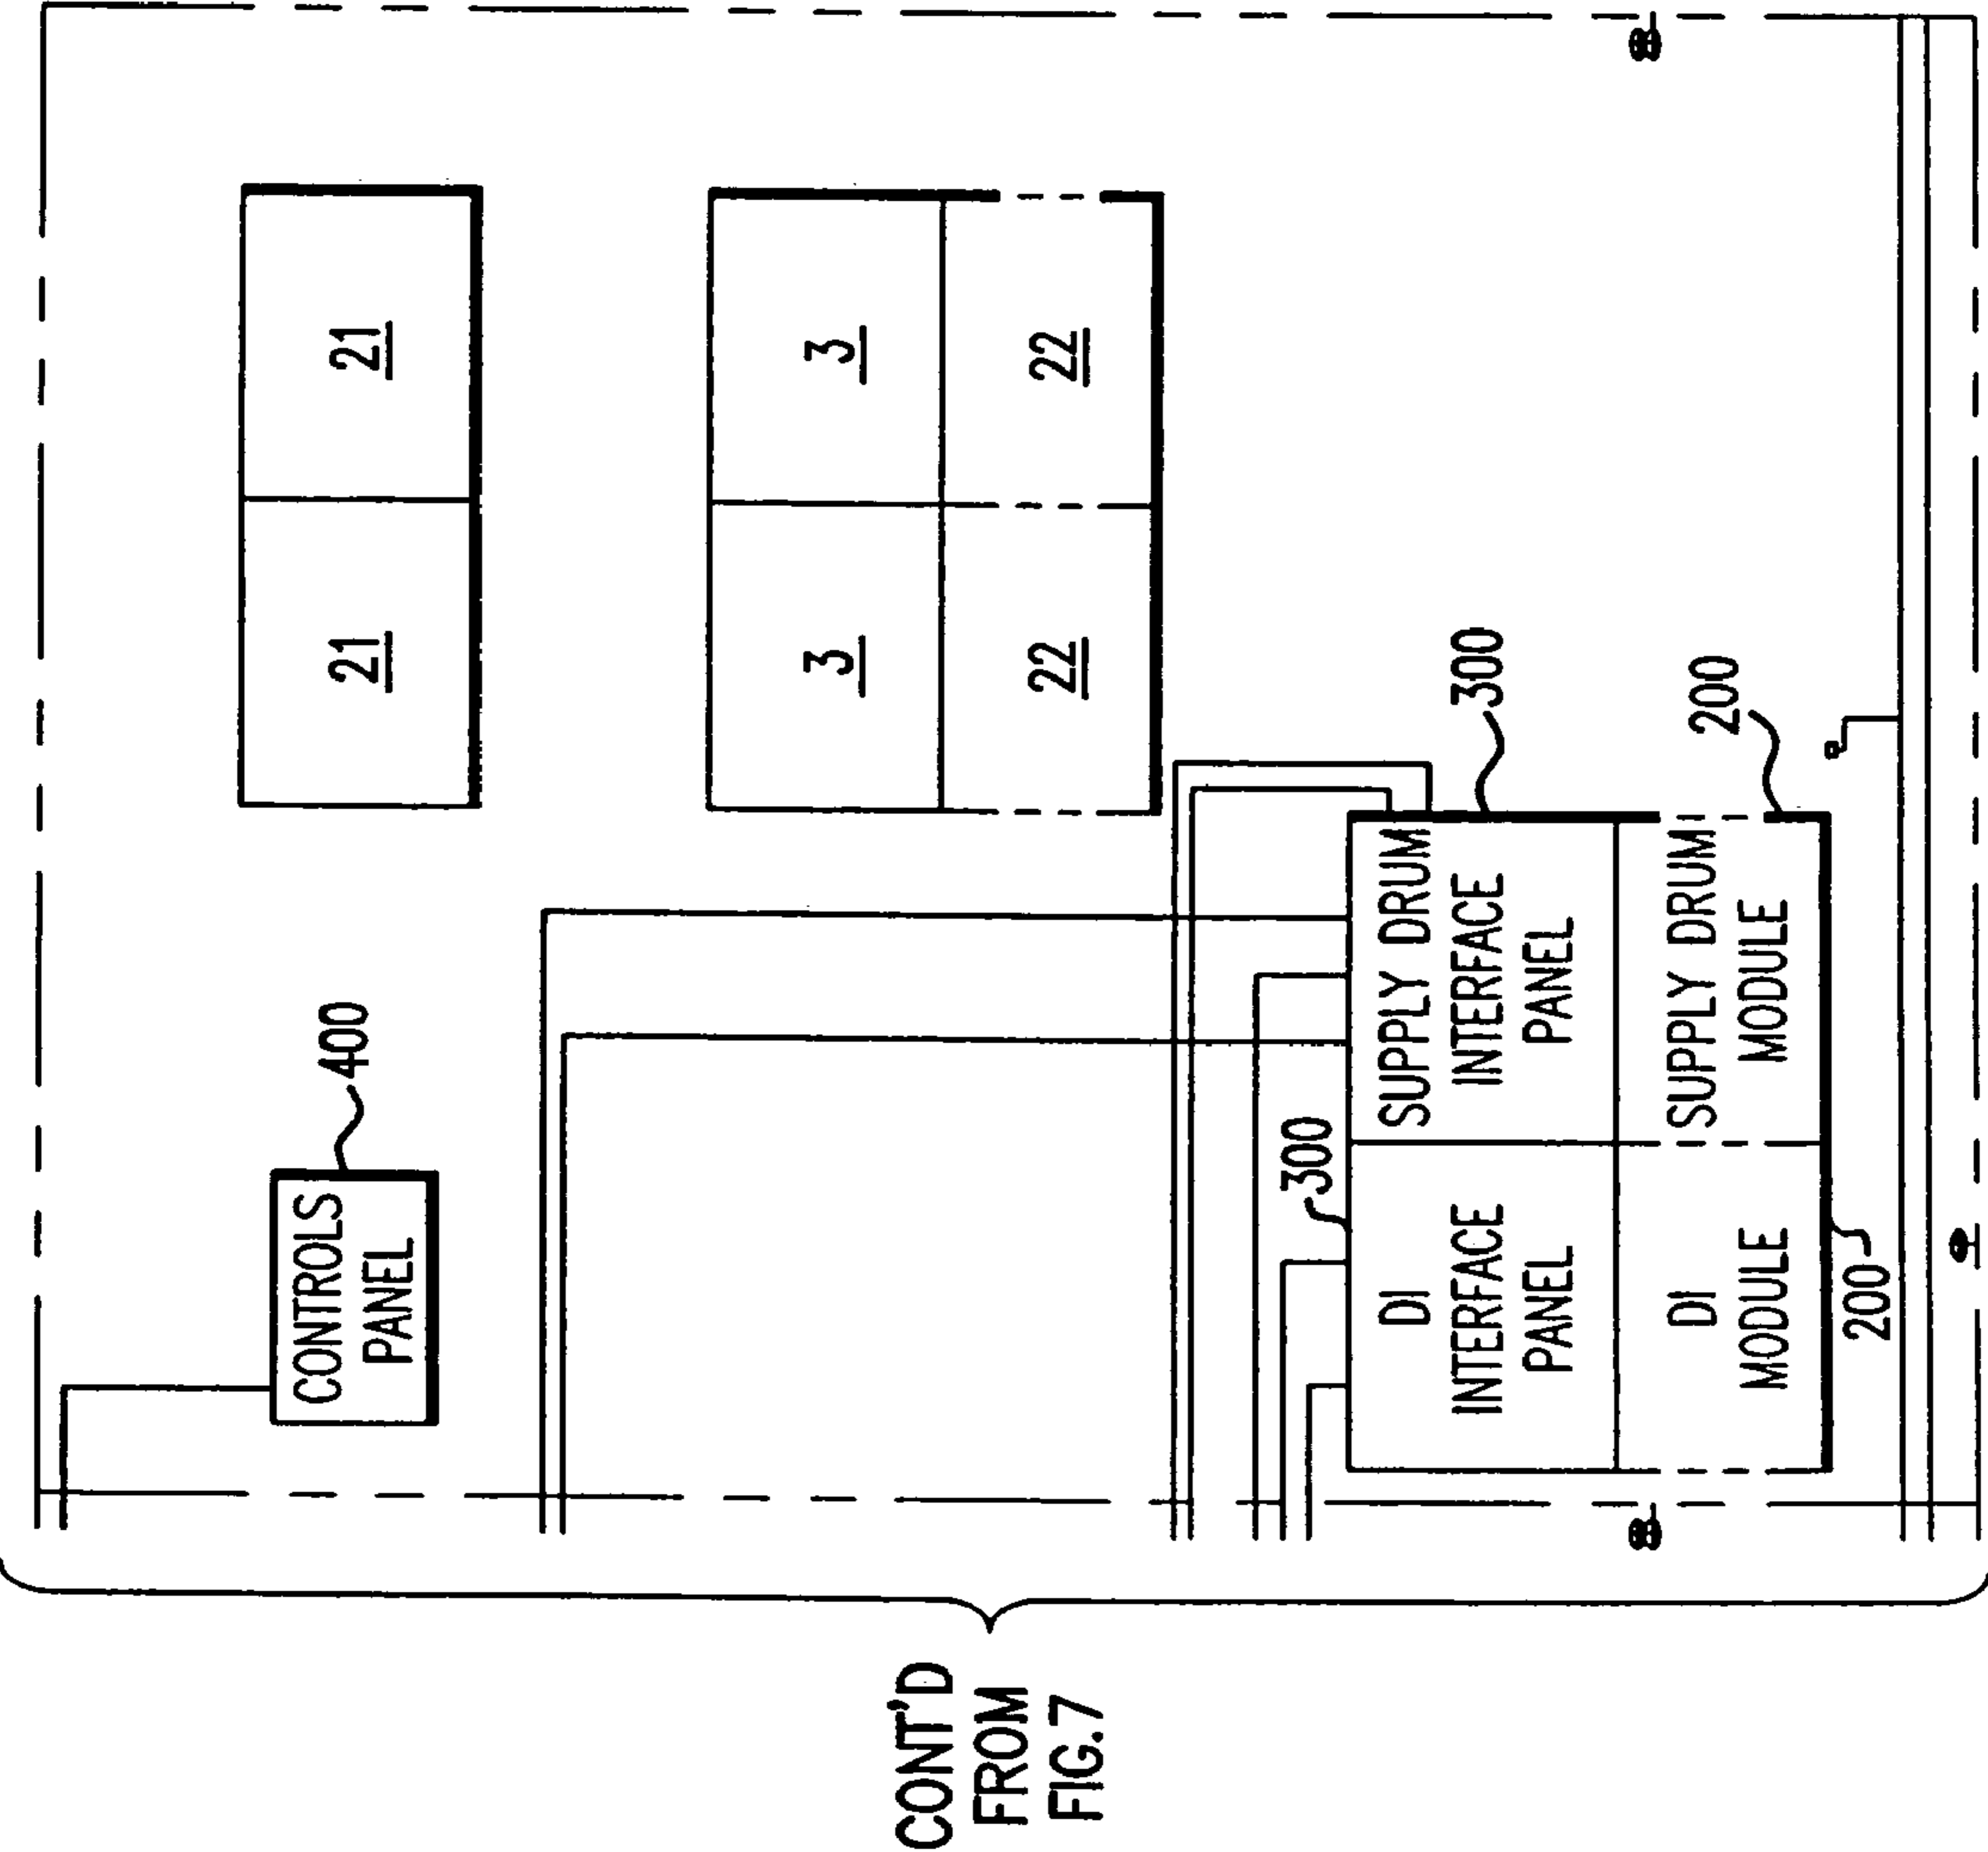 CONT'D
FROM
FIG.7
CONTROLS
PANEL
400
21
21
3
3
22
22
300
DI
INTERFACE
PANEL
SUPPLY DRUM
INTERFACE
PANEL
300
DI
MODULE
SUPPLY DRUM
MODULE
200
200